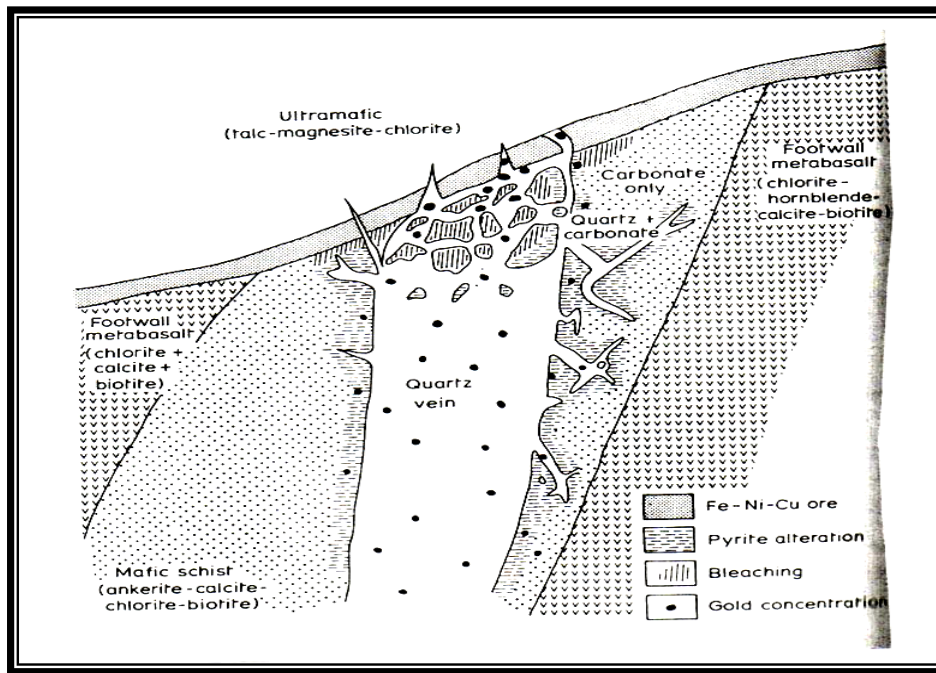 Ultramafic
(talc-magnesite-chlorite)
Footwall
metabasalt
(chlorite-
hornblende-
calcite-biotite)
Carbonate
only
Quartz +
carbonate
Footwall
metabasalt
(chlorite +
calcite +
biotite)
Quartz
vein
Mafic schist
(ankerite-calcite-
chlorite-biotite)
Fe-Ni-Cu ore
Pyrite alteration
Bleaching
Gold concentration